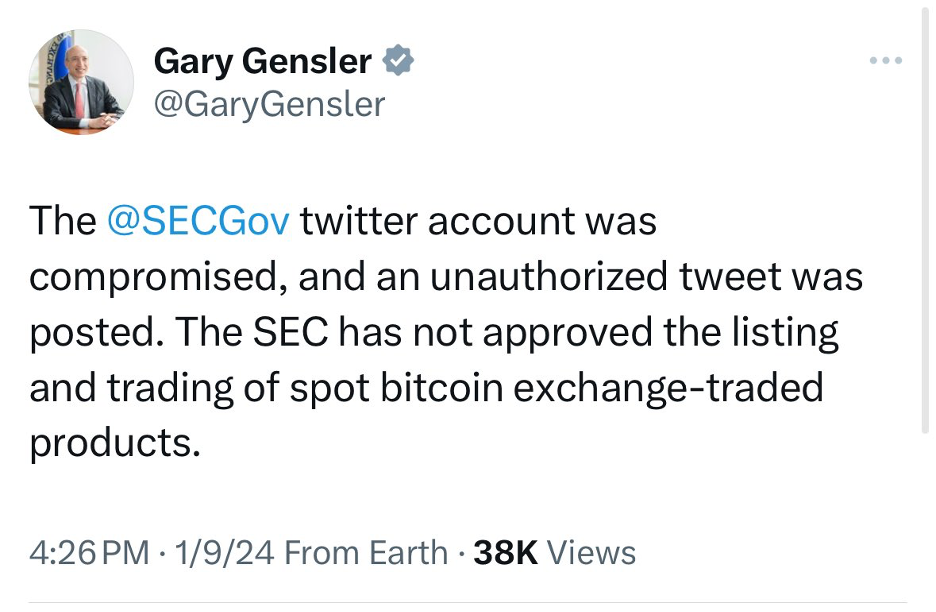 Gary Gensler
@GaryGensler
The @SECGov twitter account was
compromised, and an unauthorized tweet was
posted. The SEC has not approved the listing
and trading of spot bitcoin exchange-traded
products.
4:26 PM · 1/9/24 From Earth · 38K Views